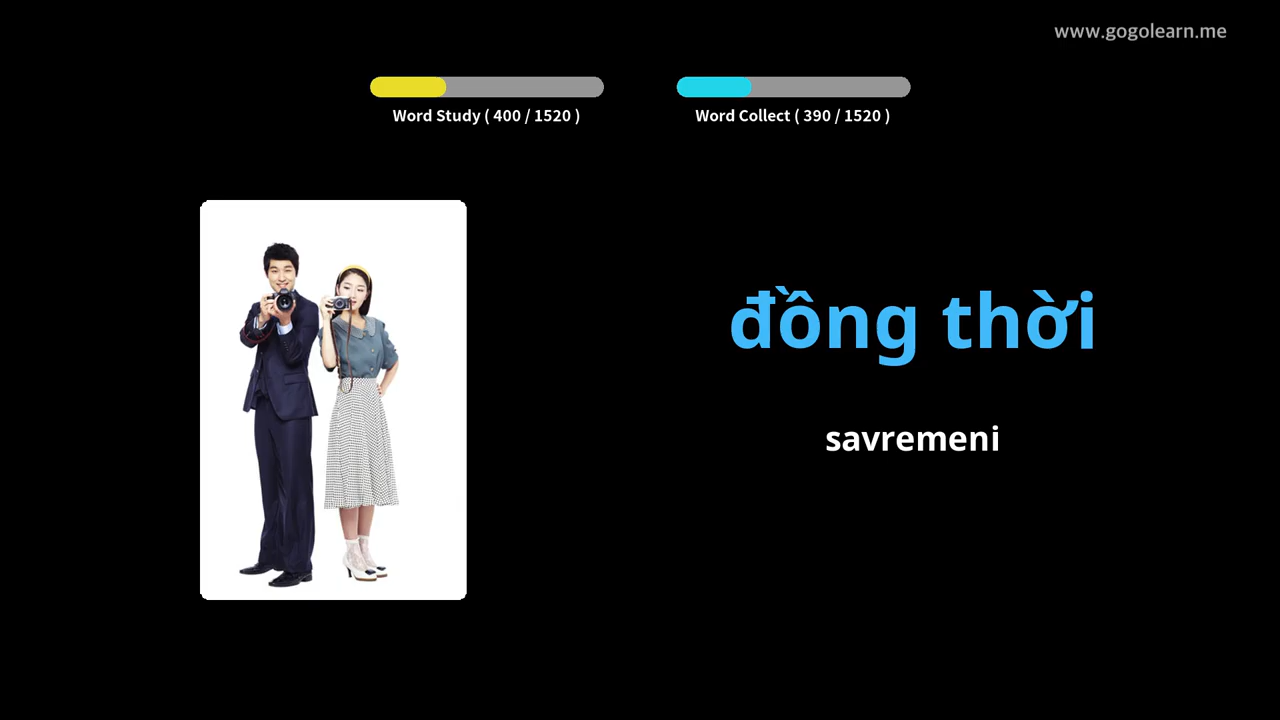 www.gogolearn.me
Word Study ( 400 / 1520 )
Word Collect ( 390 / 1520 )
đồng thời
savremeni